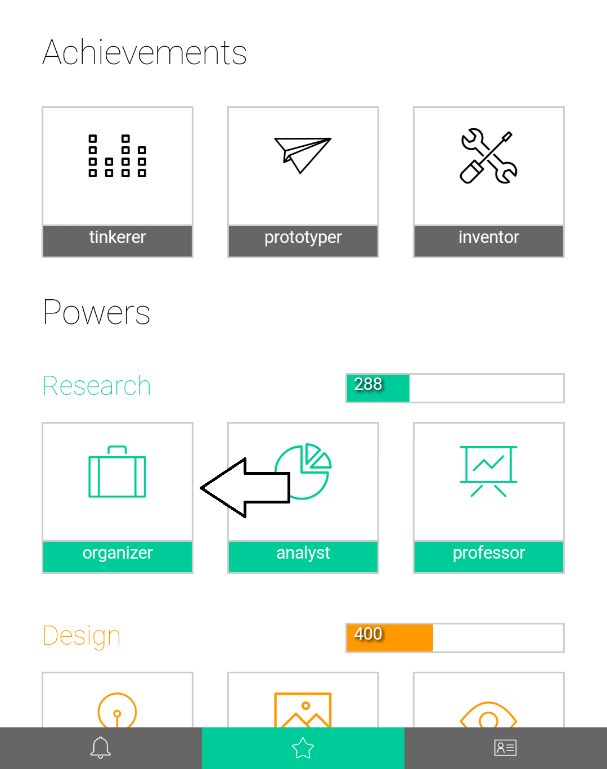 Achievements
tinkerer
prototyper
inventor
Powers
Research
288
organizer
analyst
professor
Design
400